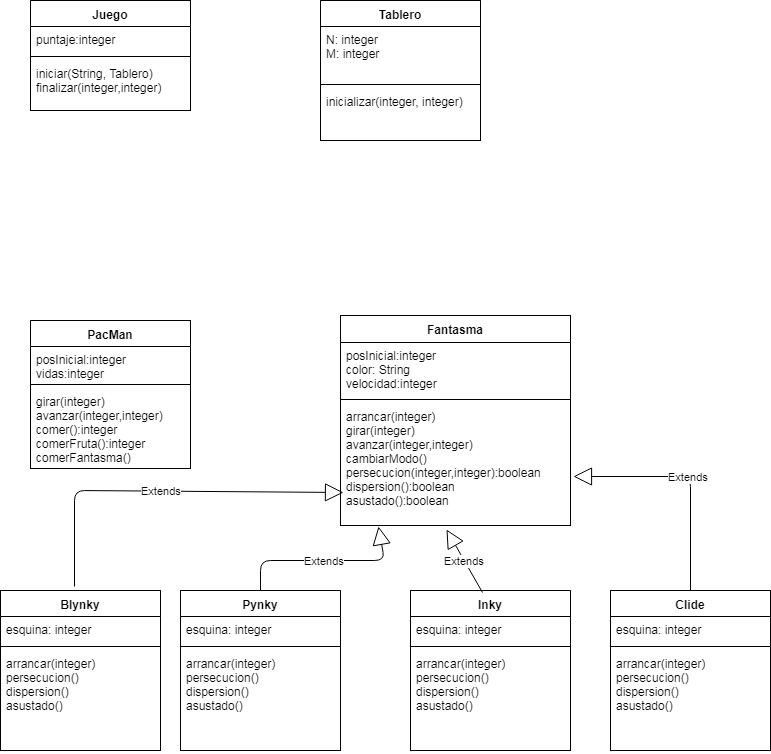 Juego
puntaje:integer
iniciar(String, Tablero)
finalizar(integer,integer)
Tablero
N: integer
M: integer
inicializar(integer, integer)
PacMan
posInicial:integer
vidas:integer
girar(integer)
avanzar(integer,integer)
comer():integer
comerFruta():integer
comerFantasma()
Fantasma
posInicial:integer
color: String
velocidad:integer
arrancar(integer)
girar(integer)
avanzar(integer,integer)
cambiarModo()
persecucion(integer,integer):boolean
dispersion():boolean
asustado():boolean
Extends
Extends
Extends
Extends
Blynky
esquina: integer
arrancar(integer)
persecucion()
dispersion()
asustado()
Pynky
esquina: integer
arrancar(integer)
persecucion()
dispersion()
asustado()
Inky
esquina: integer
arrancar(integer)
persecucion()
dispersion()
asustado()
Clide
esquina: integer
arrancar(integer)
persecucion()
dispersion()
asustado()